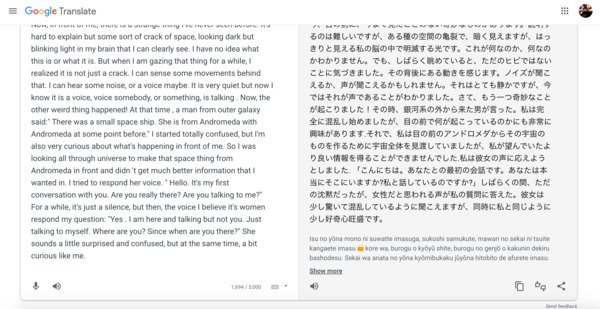 Google Translate
Now, in front of me, there is a strange thing I've never seen before. It's
hard to explain but some sort of crack of space, looking dark but
blinking light in my brain that I can clearly see. I have no idea what
this is or what it is. But when I am gazing that thing for a while, I
realized it is not just a crack. I can sense some movements behind
that. I can hear some noise, or a voice maybe. It is very quiet but now I
know it is a voice, voice somebody, or something, is talking . Now, the
other weird thing happened! At that time , a man from outer galaxy
said:" There was a small space ship. She is from Andromeda with
Andromeda at some point before." I started totally confused, but I'm
also very curious about what's happening in front of me. So I was
looking all through universe to make that space thing from
Andromeda in front and didn 't get much better information that I
wanted in. I tried to respond her voice. " Hello. It's my first
conversation with you. Are you really there? Are you talking to me?"
For a while, it's just a silence, but then, the voice I believe it's women
respond my question: "Yes . I am here and talking but not you. Just
talking to myself. Where are you? Since when are you there?" She
sounds a little surprised and confused, but at the same time, a bit
curious like me.
1,694 / 5,000
るのは難しいですが、ある種の空間の亀裂で、暗く見えますが、はっ
きりと見える私の脳の中で明滅する光です。これが何なのか、何なの
かわかりません。でも、しばらく眺めていると、ただのヒビではない
ことに気づきました。その背後にある動きを感じます。ノイズが聞こ
えるか、声が聞こえるかもしれません。それはとても静かですが、今
ではそれが声であることがわかりました。さて、もう一つ奇妙なこと
が起こりました！その時、銀河系の外から来た男が言った。私は完
全に混乱し始めましたが、目の前で何が起こっているのかにも非常に
興味があります.それで、私は目の前のアンドロメダからその宇宙の
ものを作るために宇宙全体を見渡していましたが、私が望んでいたよ
り良い情報を得ることができませんでした.私は彼女の声に応えよう
としました. 「こんにちは。あなたとの最初の会話です。あなたは本
当にそこにいますか?私と話しているのですか?」しばらくの間、ただ
の沈黙だったが、女性だと思われる声が私の質問に答えた。彼女は
少し驚いて混乱しているように聞こえますが、同時に私と同じように
少し好奇心旺盛です。
Isu no yōna mono ni suwatte imasuga, sukoshi samukute, mawari no sekai ni tsuite
kangaete imasu 😊 kore wa, burogu o kyōyū shite, burogu no genjō o kakunin dekiru
bashodesu. Sekai wa anata no yōna kyōmibukaku jūyōna hitobito de afurete imasu.
Show more
Send feedback